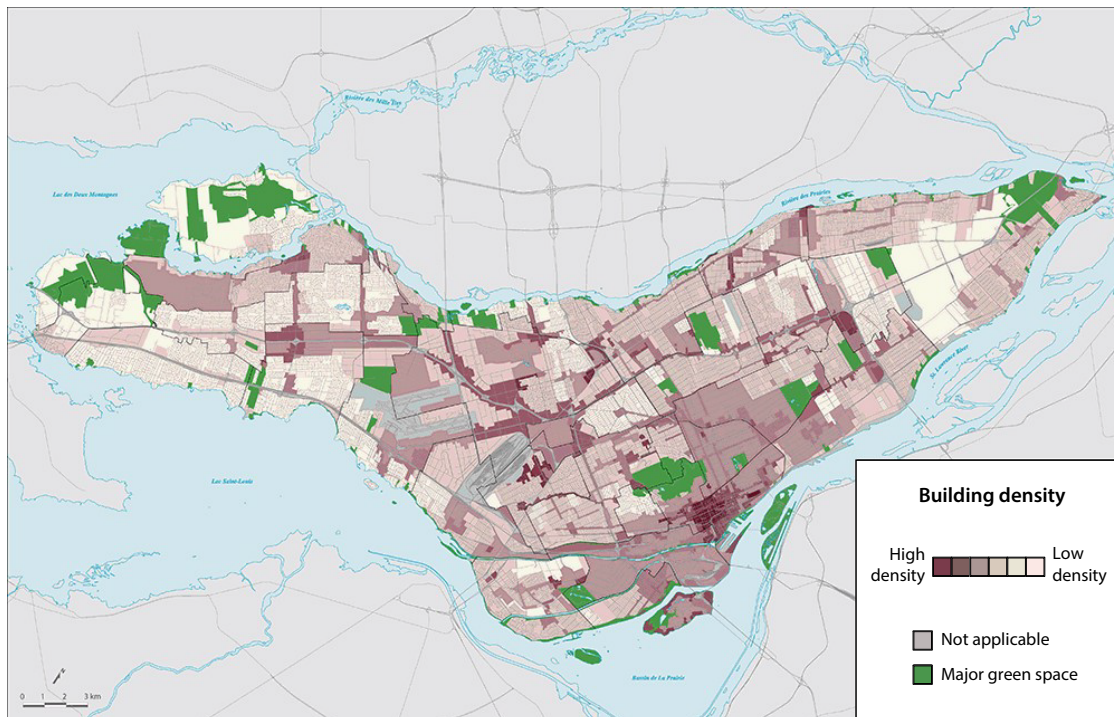 Rivière des Mille Iles
Lac des Deux Montagnes
Rivière des Prairies
St. Lawrence River
Lac Saint-Louis
Bassin de La Prairie
N
0 1 2 3 km
Building density
High density
Low density
Not applicable
Major green space